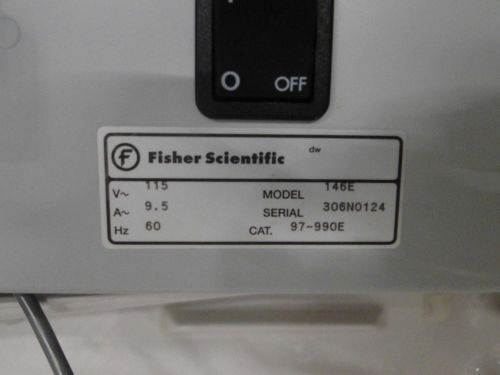 O OFF
f Fisher Scientific dw
V~ 115 MODEL 146E
A~ 9.5 SERIAL 306N0124
Hz 60 CAT. 97-990E